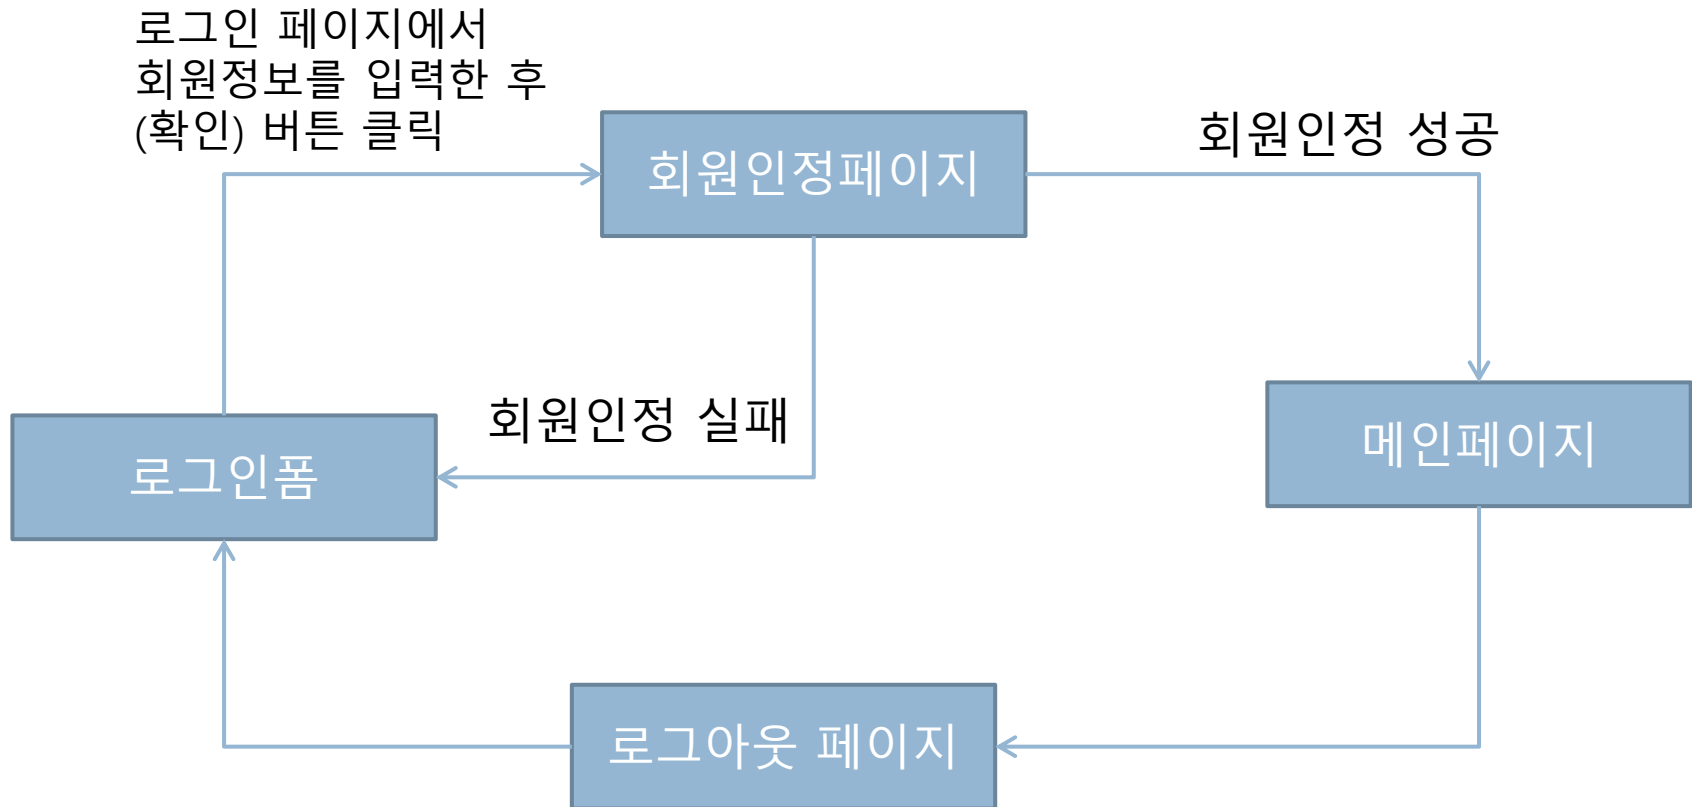 로그인 페이지에서
회원정보를 입력한 후
(확인) 버튼 클릭
회원인정페이지
회원인정 성공
회원인정 실패
로그인폼
메인페이지
로그아웃 페이지